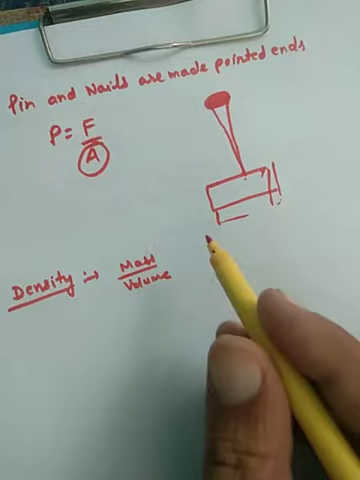 Pin and Nails are made pointed ends
P = F
A
Density :→ Mass
Volume